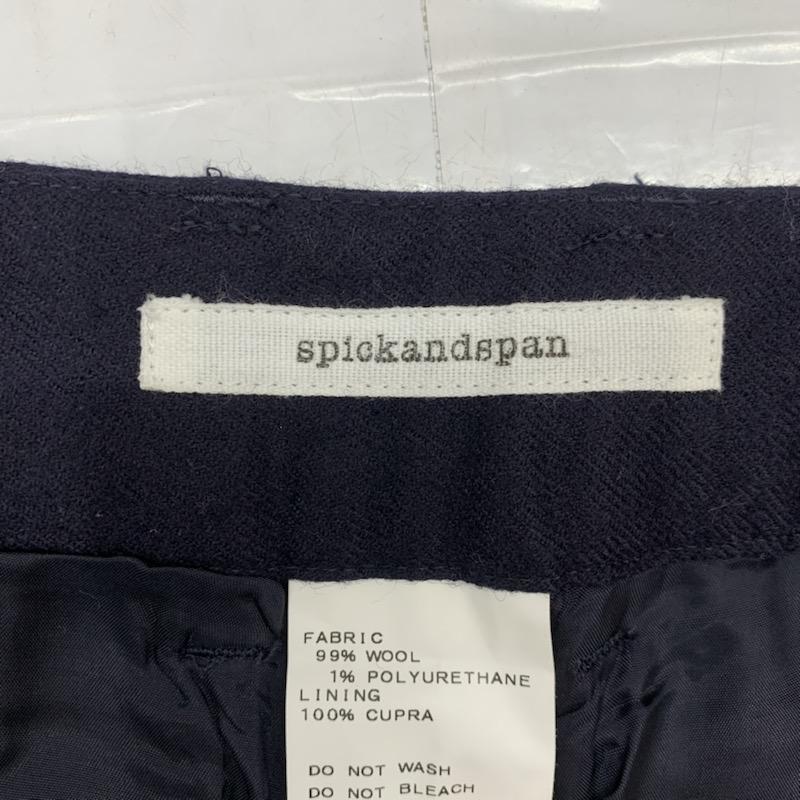 spickandspan
FABRIC
99% WOOL
1% POLYURETHANE
LINING
100% CUPRA
DO NOT WASH
DO NOT BLEACH